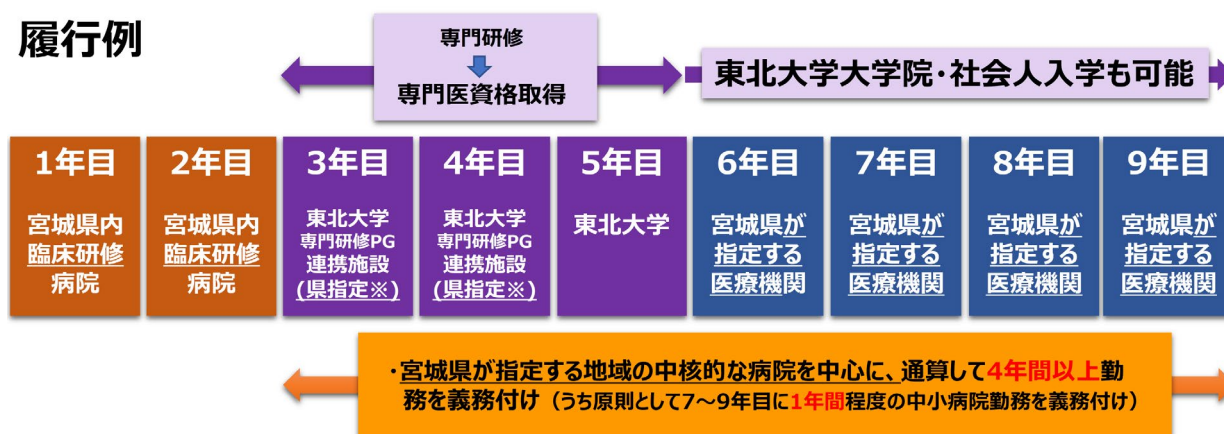 履行例
専門研修
専門医資格取得
東北大学大学院・社会人入学も可能
1年目
宮城県内
臨床研修
病院
2年目
宮城県内
臨床研修
病院
3年目
東北大学
専門研修PG
連携施設
(県指定※)
4年目
東北大学
専門研修PG
連携施設
(県指定※)
5年目
東北大学
6年目
宮城県が
指定する
医療機関
7年目
宮城県が
指定する
医療機関
8年目
宮城県が
指定する
医療機関
9年目
宮城県が
指定する
医療機関
・宮城県が指定する地域の中核的な病院を中心に、通算して4年間以上勤
務を義務付け（うち原則として7～9年目に1年間程度の中小病院勤務を義務付け）